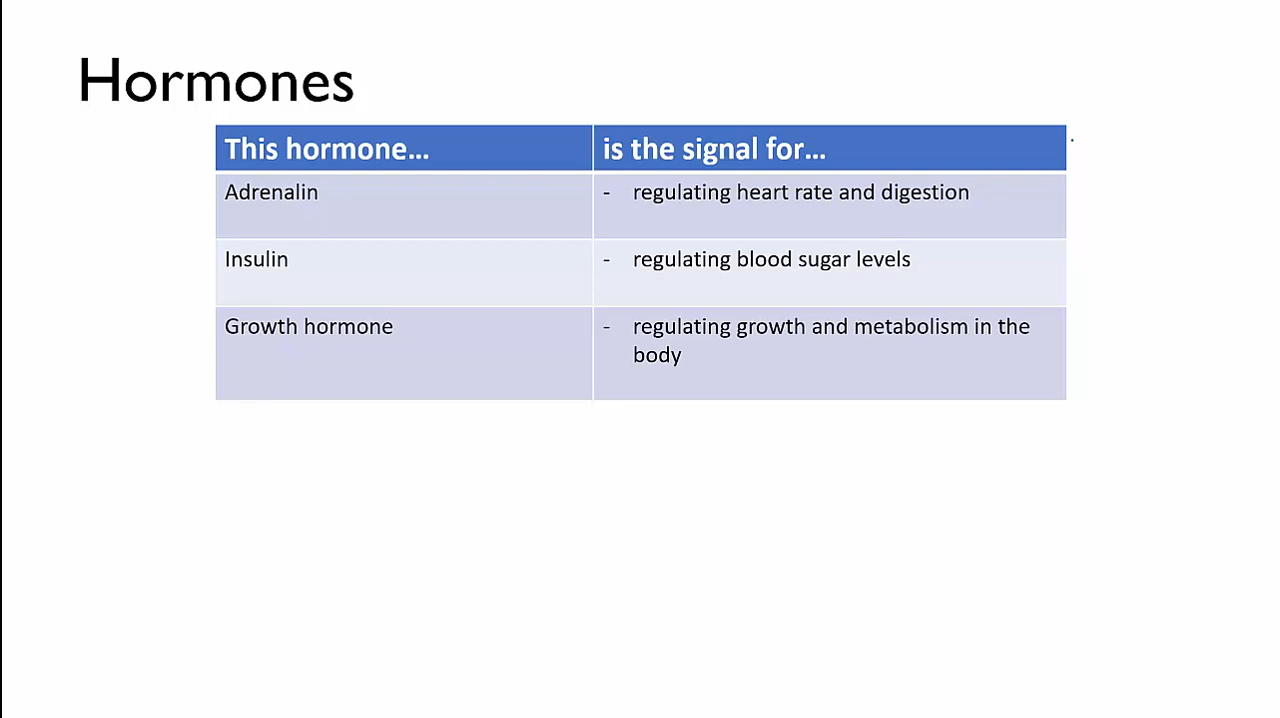 Hormones
This hormone…
is the signal for…
Adrenalin
- regulating heart rate and digestion
Insulin
- regulating blood sugar levels
Growth hormone
- regulating growth and metabolism in the
body